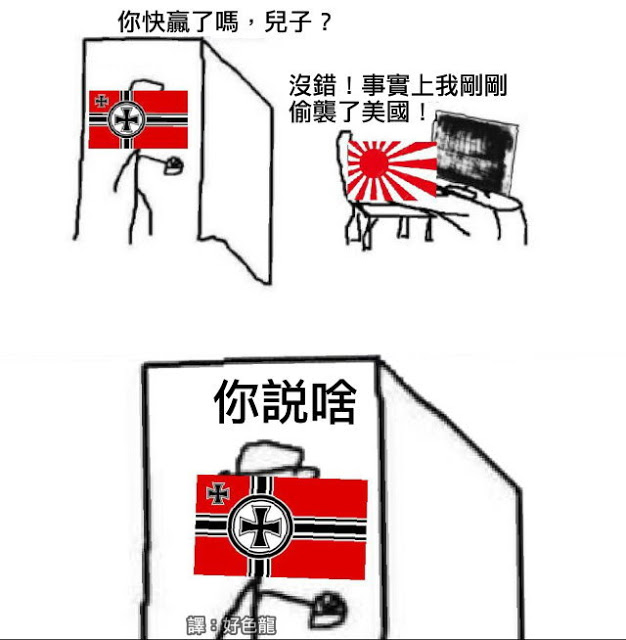 你快贏了嗎，兒子？
沒錯！事實上我剛剛
偷襲了美國！
你説啥
譯：好色龍